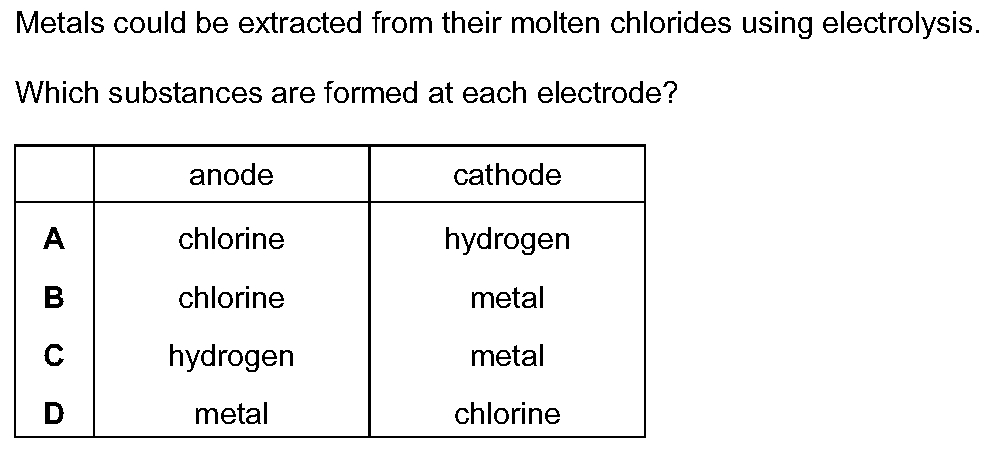 Metals could be extracted from their molten chlorides using electrolysis.
Which substances are formed at each electrode?
anode cathode
A chlorine hydrogen
B chlorine metal
C hydrogen metal
D metal chlorine